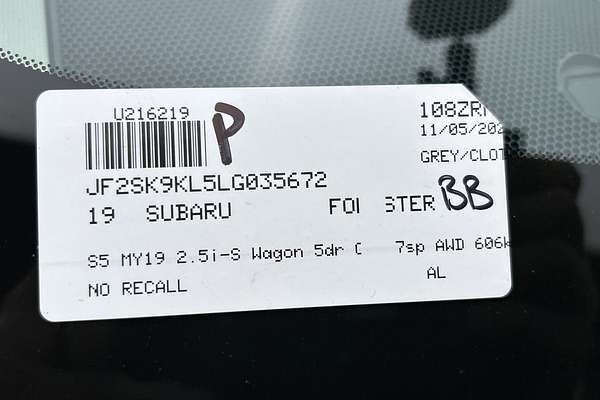 U216219 P 108ZR
11/05/202
JF2SK9KL5LG035672 GREY/CLOT
19 SUBARU FO STER BB
S5 MY19 2.5i-S Wagon 5dr 7sp AWD 606k
NO RECALL AL